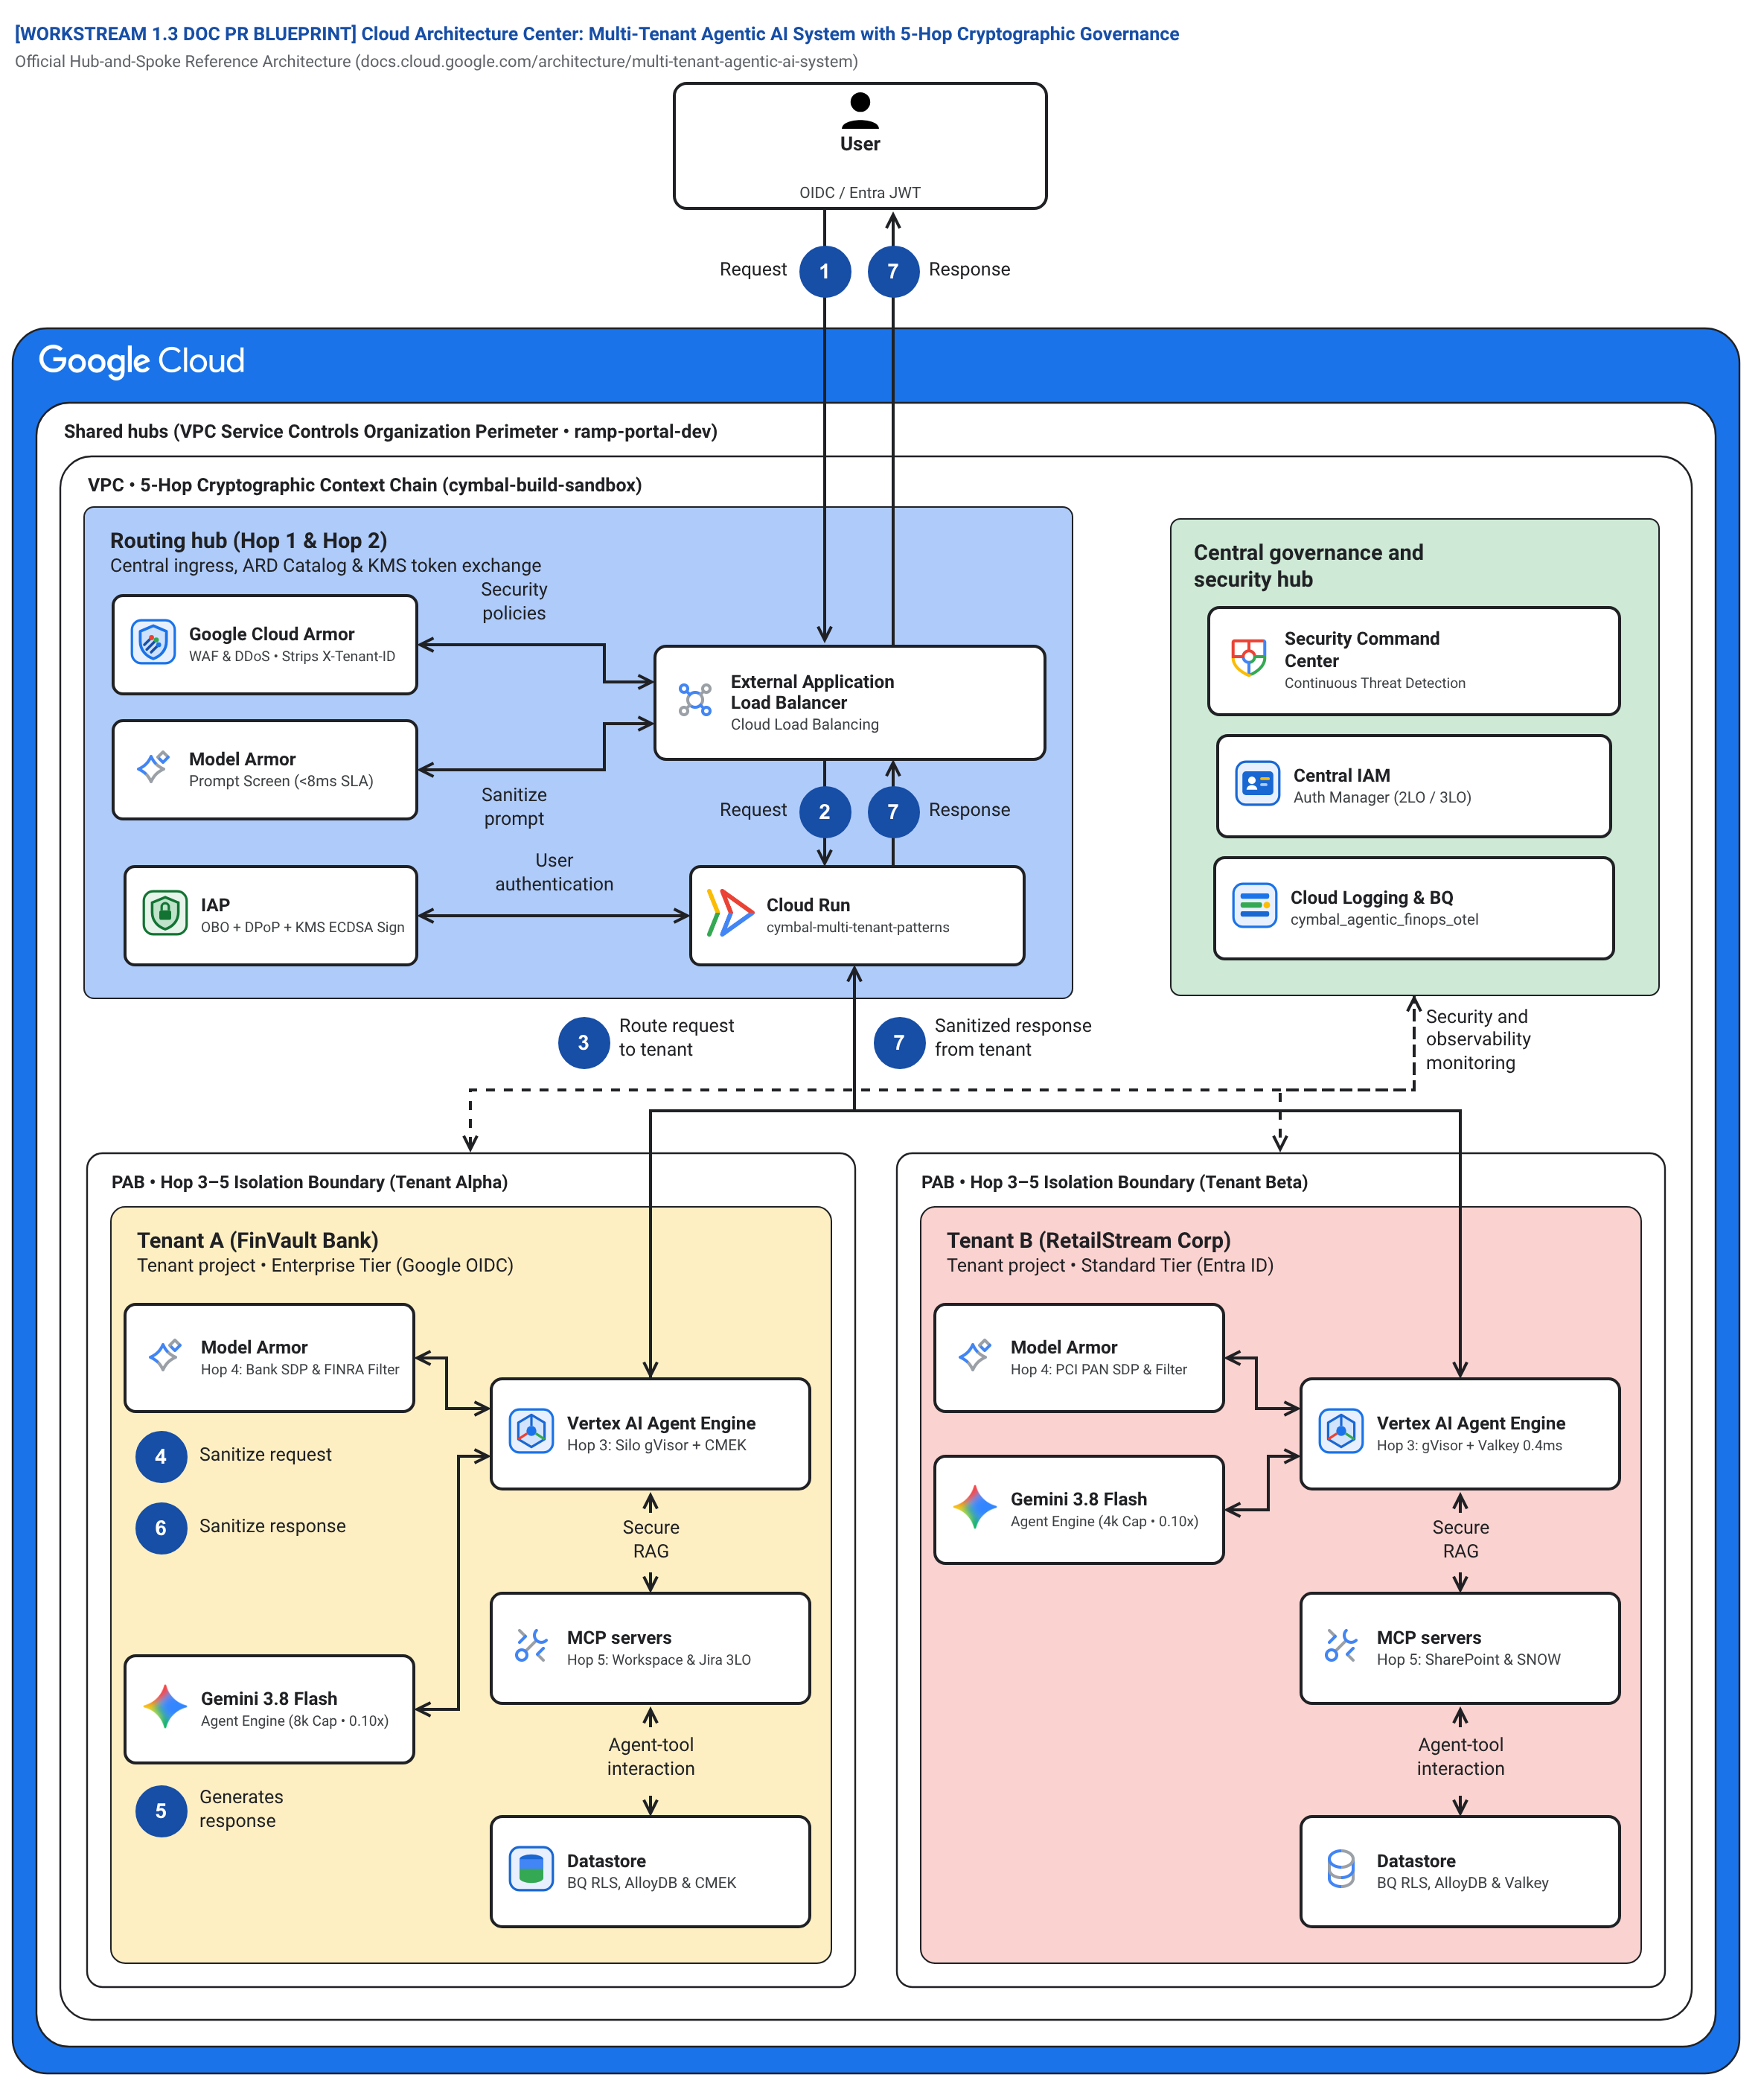 [WORKSTREAM 1.3 DOC PR BLUEPRINT] Cloud Architecture Center: Multi-Tenant Agentic AI System with 5-Hop Cryptographic Governance
Official Hub-and-Spoke Reference Architecture (docs.cloud.google.com/architecture/multi-tenant-agentic-ai-system)
User
OIDC / Entra JWT
Request
1
7
Response
Google Cloud
Shared hubs (VPC Service Controls Organization Perimeter • ramp-portal-dev)
VPC • 5-Hop Cryptographic Context Chain (cymbal-build-sandbox)
Routing hub (Hop 1 & Hop 2)
Central ingress, ARD Catalog & KMS token exchange
Security
policies
Google Cloud Armor
WAF & DDoS • Strips X-Tenant-ID
External Application
Load Balancer
Cloud Load Balancing
Model Armor
Prompt Screen (<8ms SLA)
Sanitize
prompt
Request
2
7
Response
User
authentication
IAP
OBO + DPoP + KMS ECDSA Sign
Cloud Run
cymbal-multi-tenant-patterns
Central governance and
security hub
Security Command
Center
Continuous Threat Detection
Central IAM
Auth Manager (2LO / 3LO)
Cloud Logging & BQ
cymbal_agentic_finops_otel
3
Route request
to tenant
7
Sanitized response
from tenant
Security and
observability
monitoring
PAB • Hop 3–5 Isolation Boundary (Tenant Alpha)
Tenant A (FinVault Bank)
Tenant project • Enterprise Tier (Google OIDC)
Model Armor
Hop 4: Bank SDP & FINRA Filter
Vertex AI Agent Engine
Hop 3: Silo gVisor + CMEK
4
Sanitize request
6
Sanitize response
Secure
RAG
MCP servers
Hop 5: Workspace & Jira 3LO
Gemini 3.8 Flash
Agent Engine (8k Cap • 0.10x)
Agent-tool
interaction
5
Generates
response
Datastore
BQ RLS, AlloyDB & CMEK
PAB • Hop 3–5 Isolation Boundary (Tenant Beta)
Tenant B (RetailStream Corp)
Tenant project • Standard Tier (Entra ID)
Model Armor
Hop 4: PCI PAN SDP & Filter
Vertex AI Agent Engine
Hop 3: gVisor + Valkey 0.4ms
Gemini 3.8 Flash
Agent Engine (4k Cap • 0.10x)
Secure
RAG
MCP servers
Hop 5: SharePoint & SNOW
Agent-tool
interaction
Datastore
BQ RLS, AlloyDB & Valkey